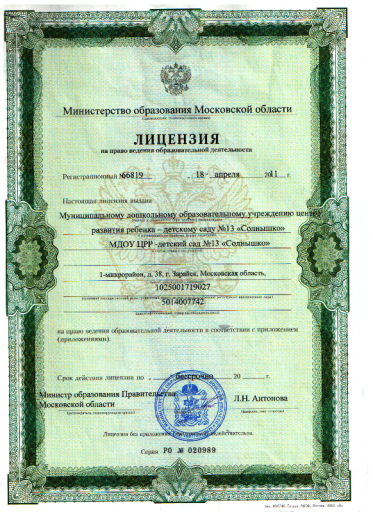 Министерство образования Московской области
ЛИЦЕНЗИЯ
на право ведения образовательной деятельности
Регистрационный №66819 18 апреля 2011 г.
Настоящая лицензия выдана
Муниципальному дошкольному образовательному учреждению центру
развития ребенка – детскому саду №13 «Солнышко»
МДОУ ЦРР -детский сад №13 «Солнышко»
1-микрорайон, д. 38, г. Зарайск, Московская область,
1025001719027
5014007742
на право ведения образовательной деятельности в соответствии с приложением
(приложениями).
Срок действия лицензии по бессрочно 20 г.
Министр образования Правительства
Московской области
Л.Н. Антонова
Лицензия без приложения недействительна.
Серия РО № 020989